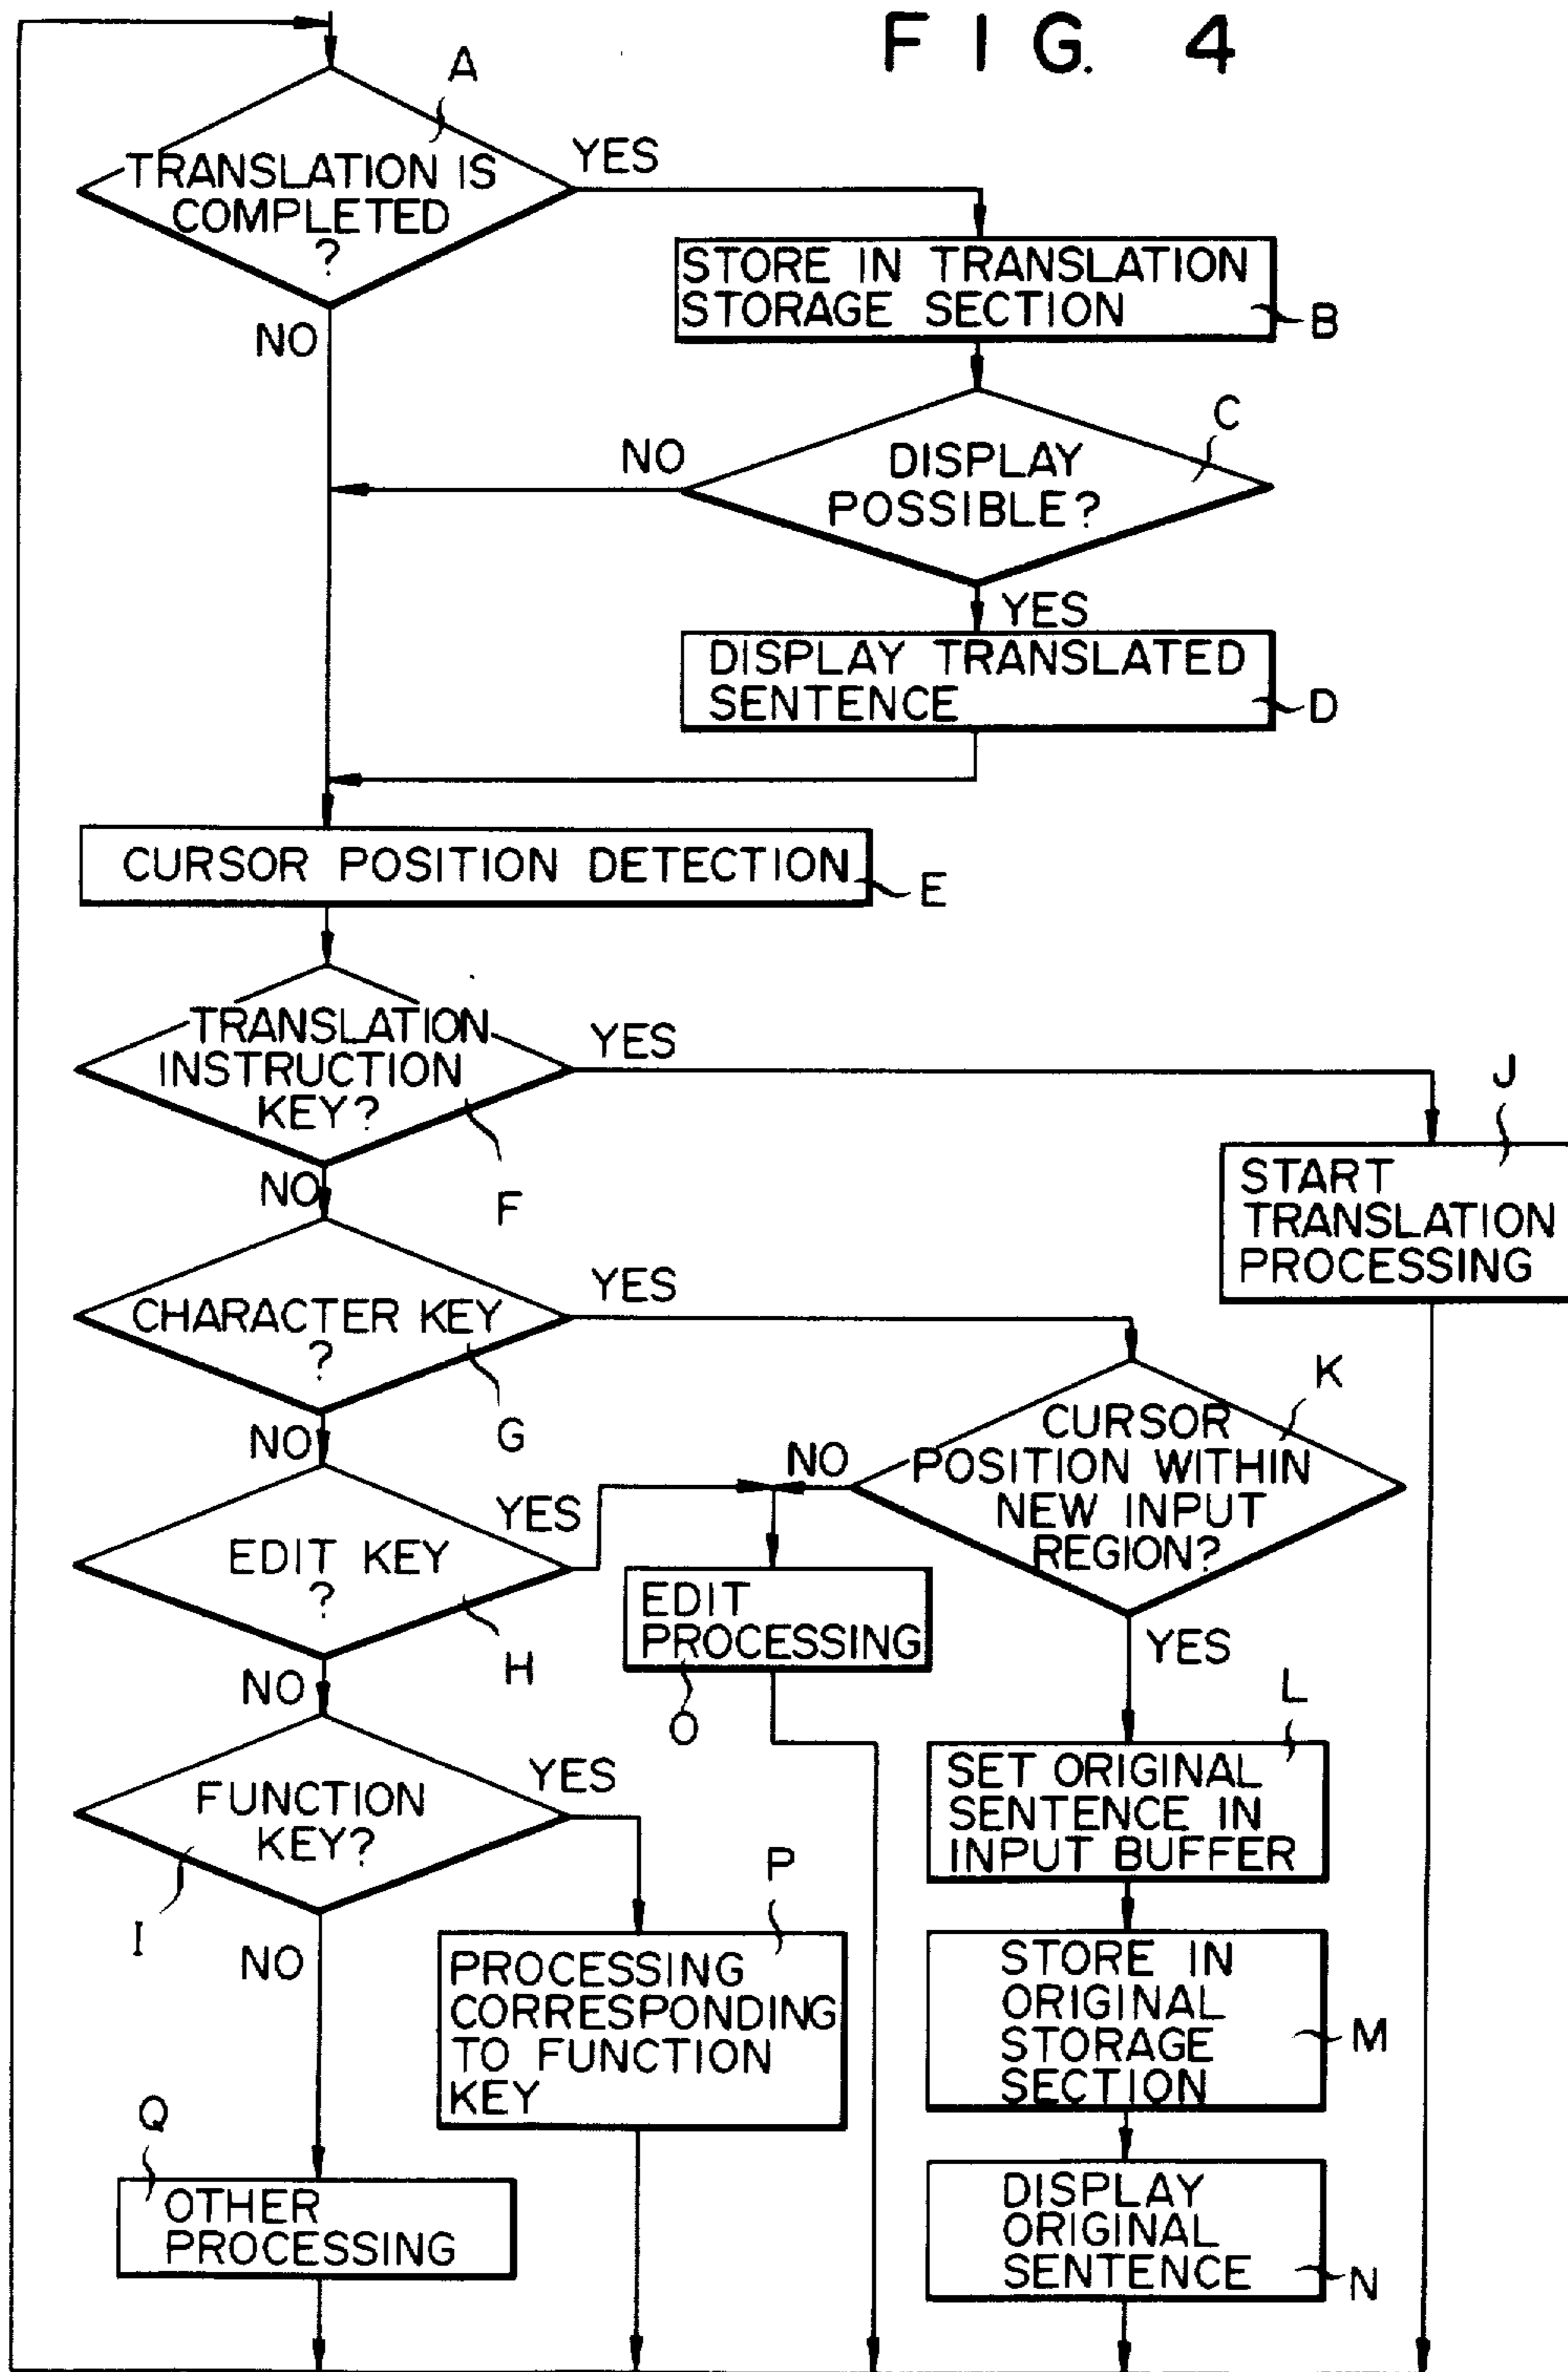 FIG. 4
A
TRANSLATION IS
COMPLETED
?
YES
NO
STORE IN TRANSLATION
STORAGE SECTION
B
C
DISPLAY
POSSIBLE?
NO
YES
DISPLAY TRANSLATED
SENTENCE
D
CURSOR POSITION DETECTION
E
TRANSLATION
INSTRUCTION
KEY?
YES
NO
F
J
START
TRANSLATION
PROCESSING
CHARACTER KEY
?
YES
NO
G
K
CURSOR
POSITION WITHIN
NEW INPUT
REGION?
NO
YES
EDIT KEY
?
YES
NO
H
EDIT
PROCESSING
O
L
SET ORIGINAL
SENTENCE IN
INPUT BUFFER
FUNCTION
KEY?
YES
NO
I
P
PROCESSING
CORRESPONDING
TO FUNCTION
KEY
STORE IN
ORIGINAL
STORAGE
SECTION
M
Q
OTHER
PROCESSING
DISPLAY
ORIGINAL
SENTENCE
N